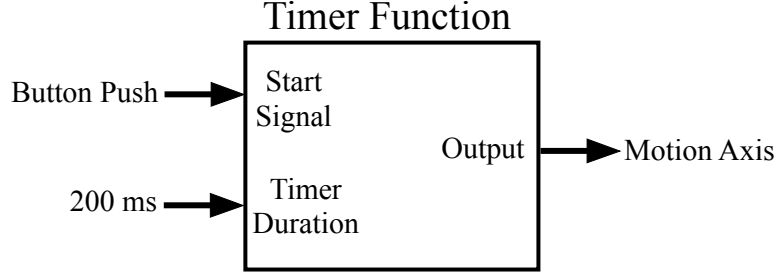 Timer Function
Button Push
Start
Signal
Output
Motion Axis
200 ms
Timer
Duration